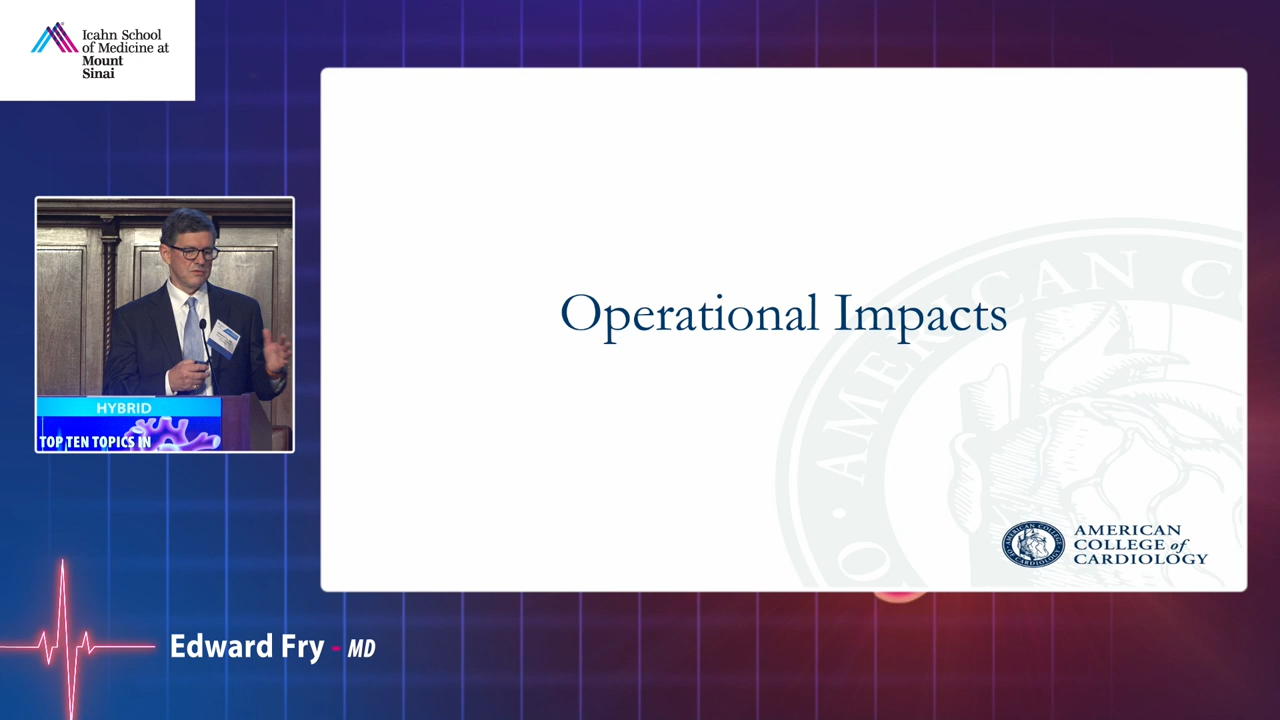 Icahn School
of Medicine at
Mount
Sinai
Operational Impacts
AMERICAN C
AMERICAN
COLLEGE of
CARDIOLOGY
HYBRID
TOP TEN TOPICS IN
Edward Fry - MD